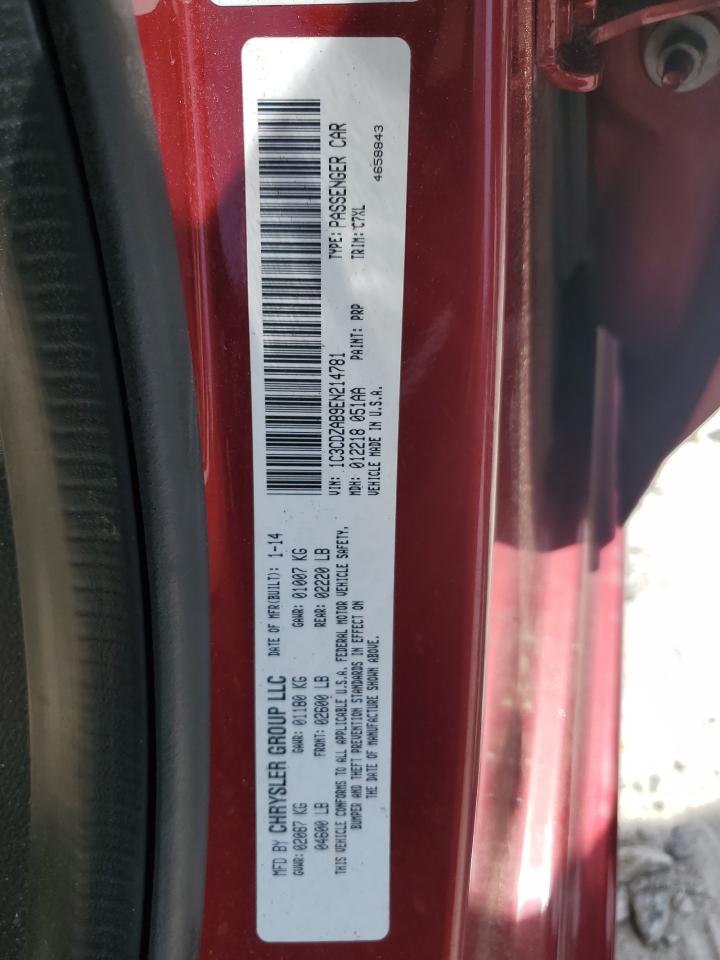 MFD BY CHRYSLER GROUP LLC DATE OF MFR(BUILT): 1-14
GVWR: 02087 KG GAWR: 01180 KG GAWR: 01007 KG
04600 LB FRONT: 02600 LB REAR: 02220 LB
THIS VEHICLE CONFORMS TO ALL APPLICABLE U.S.A. FEDERAL MOTOR VEHICLE SAFETY,
BUMPER AND THEFT PREVENTION STANDARDS IN EFFECT ON
THE DATE OF MANUFACTURE SHOWN ABOVE.
VIN: 1C3CDZAB9EN214781 TYPE: PASSENGER CAR
MDH: 012218 051AA PAINT: PRP TRIM: C7XL
VEHICLE MADE IN U.S.A. 4658843